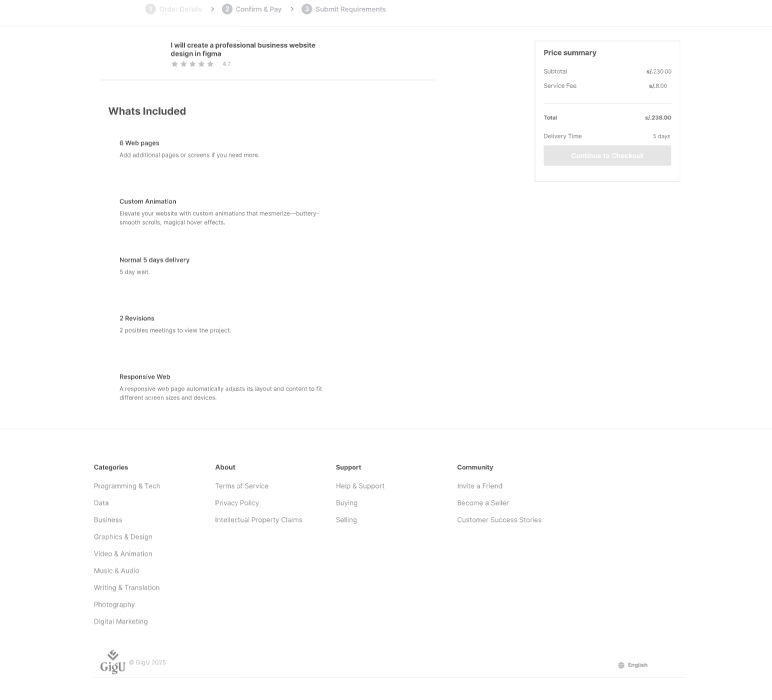 1 Order Details > 2 Confirm & Pay > 3 Submit Requirements
I will create a professional business website
design in figma
4.7
Price summary
Subtotal s/.230.00
Service Fee s/.8.00
Total s/.238.00
Delivery Time 5 days
Continue to Checkout
Whats Included
6 Web pages
Add additional pages or screens if you need more.
Custom Animation
Elevate your website with custom animations that mesmerize—buttery-
smooth scrolls, magical hover effects.
Normal 5 days delivery
5 day wait.
2 Revisions
2 posibles meetings to view the project.
Responsive Web
A responsive web page automatically adjusts its layout and content to fit
different screen sizes and devices.
Categories
Programming & Tech
Data
Business
Graphics & Design
Video & Animation
Music & Audio
Writing & Translation
Photography
Digital Marketing
About
Terms of Service
Privacy Policy
Intellectual Property Claims
Support
Help & Support
Buying
Selling
Community
Invite a Friend
Become a Seller
Customer Success Stories
GigU © GigU 2025
English